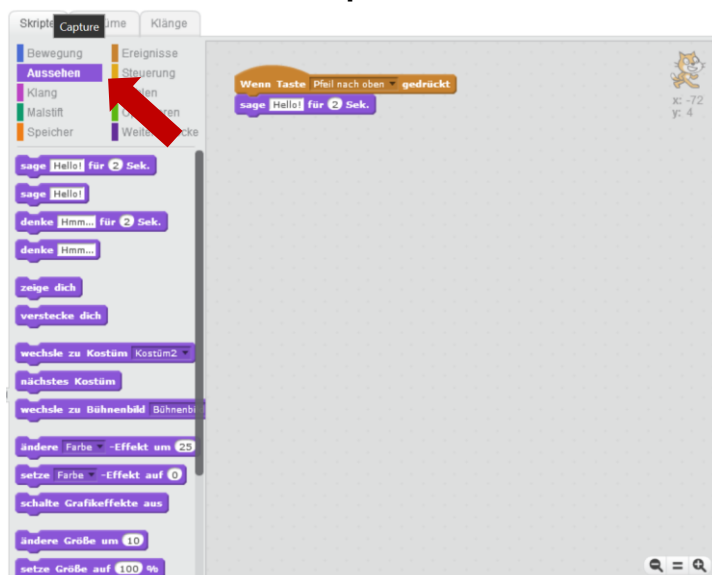 Skripte
Capture
Klänge
Bewegung
Ereignisse
Aussehen
Steuerung
Klang
Malstift
Speicher
Wenn Taste Pfeil nach oben gedrückt
sage Hello! für 2 Sek.
x: -72
y: 4
sage Hello! für 2 Sek.
sage Hello!
denke Hmm... für 2 Sek.
denke Hmm...
zeige dich
verstecke dich
wechsle zu Kostüm Kostüm2
nächstes Kostüm
wechsle zu Bühnenbild
ändere Farbe -Effekt um 25
setze Farbe -Effekt auf 0
schalte Grafikeffekte aus
ändere Größe um 10
setze Größe auf 100 %